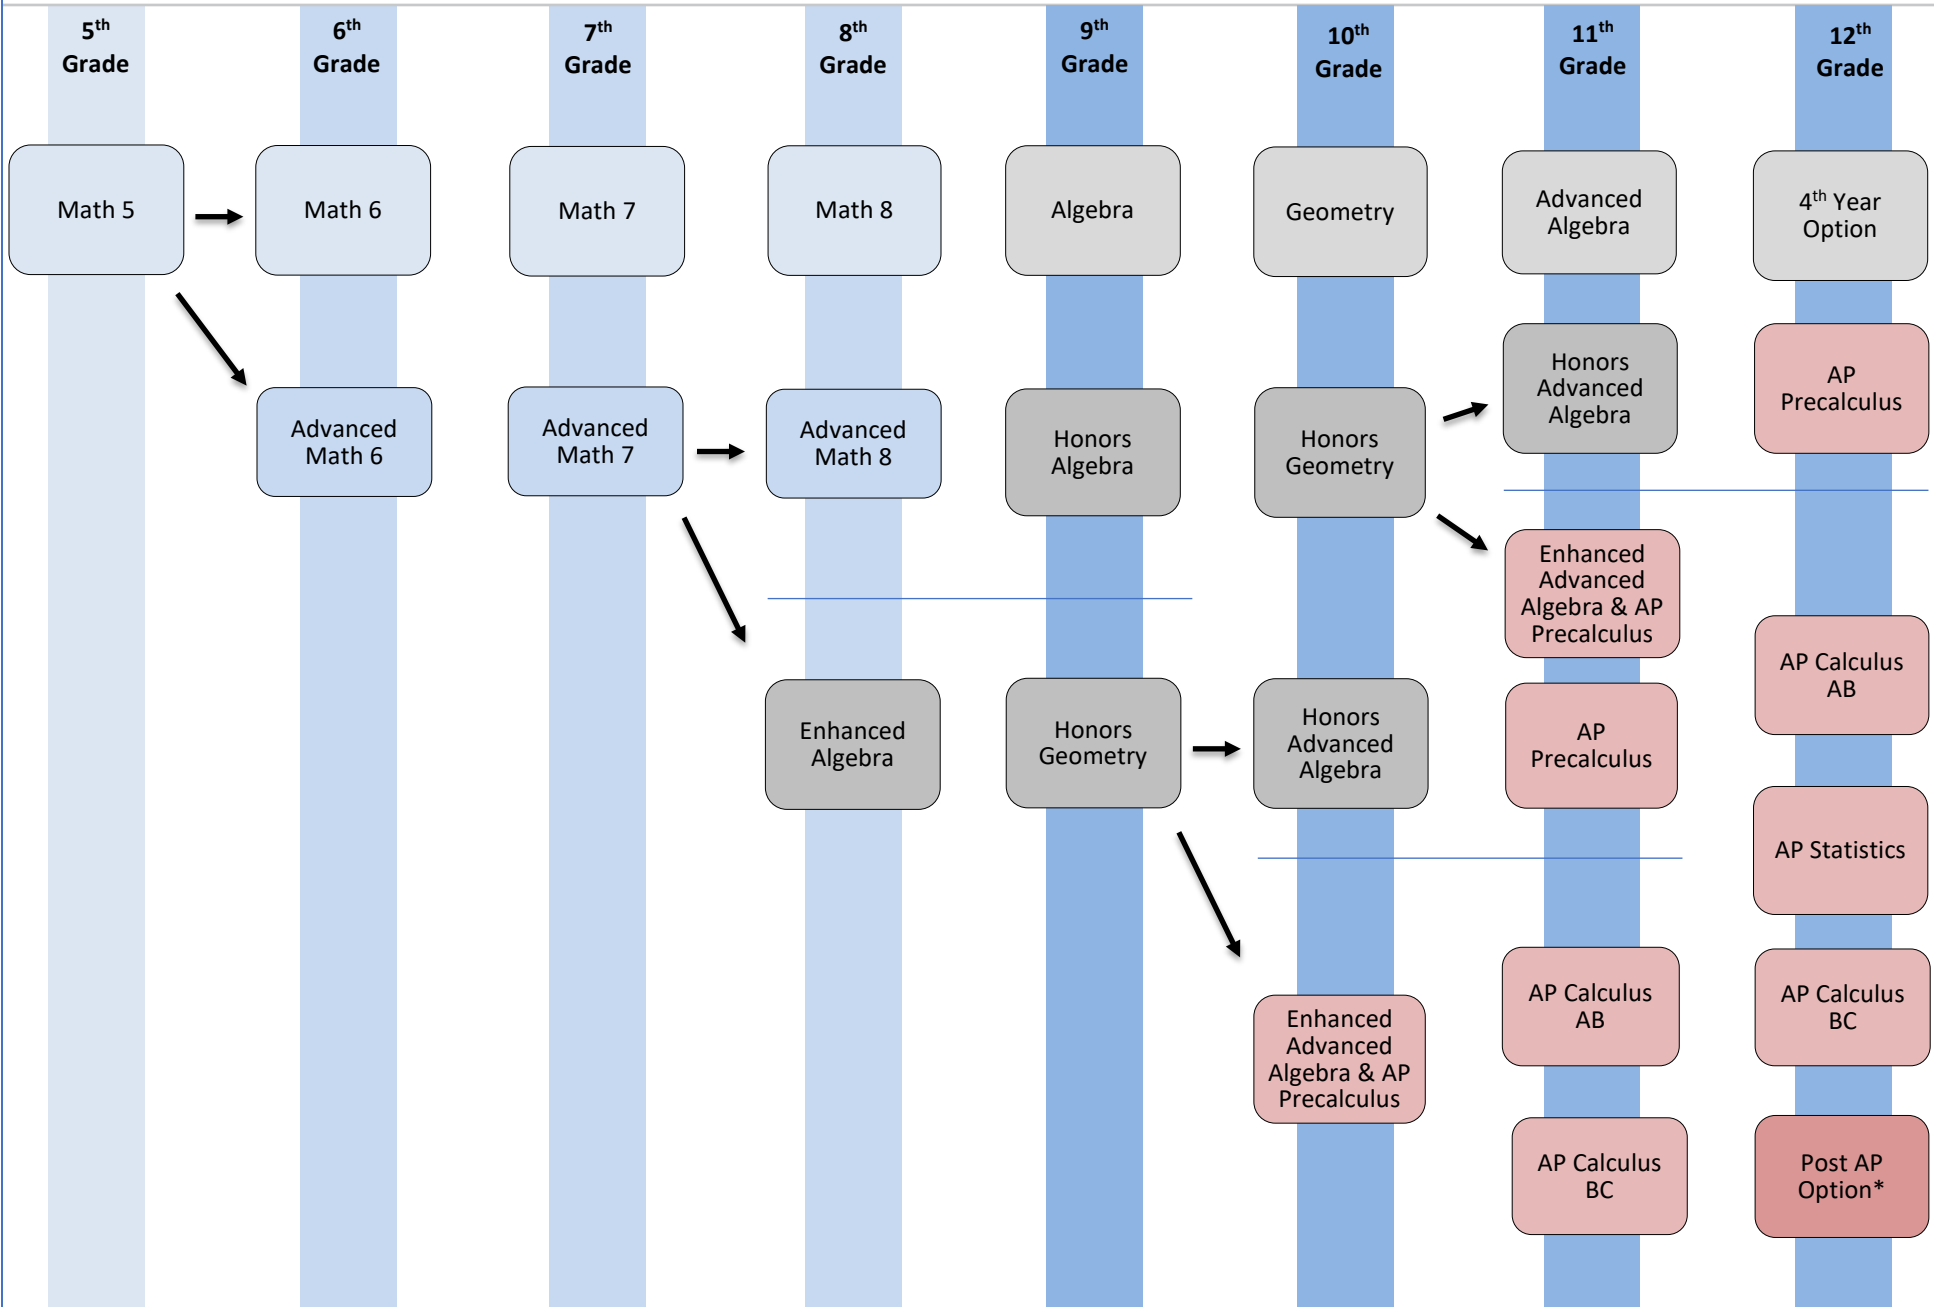 5th
Grade
6th
Grade
7th
Grade
8th
Grade
9th
Grade
10th
Grade
11th
Grade
12th
Grade
Math 5
Math 6
Math 7
Math 8
Algebra
Geometry
Advanced
Algebra
4th Year
Option
Advanced
Math 6
Advanced
Math 7
Advanced
Math 8
Honors
Algebra
Honors
Geometry
Honors
Advanced
Algebra
AP
Precalculus
Enhanced
Advanced
Algebra & AP
Precalculus
Enhanced
Algebra
Honors
Geometry
Honors
Advanced
Algebra
AP
Precalculus
AP Calculus
AB
AP Statistics
Enhanced
Advanced
Algebra & AP
Precalculus
AP Calculus
AB
AP Calculus
BC
AP Calculus
BC
Post AP
Option*